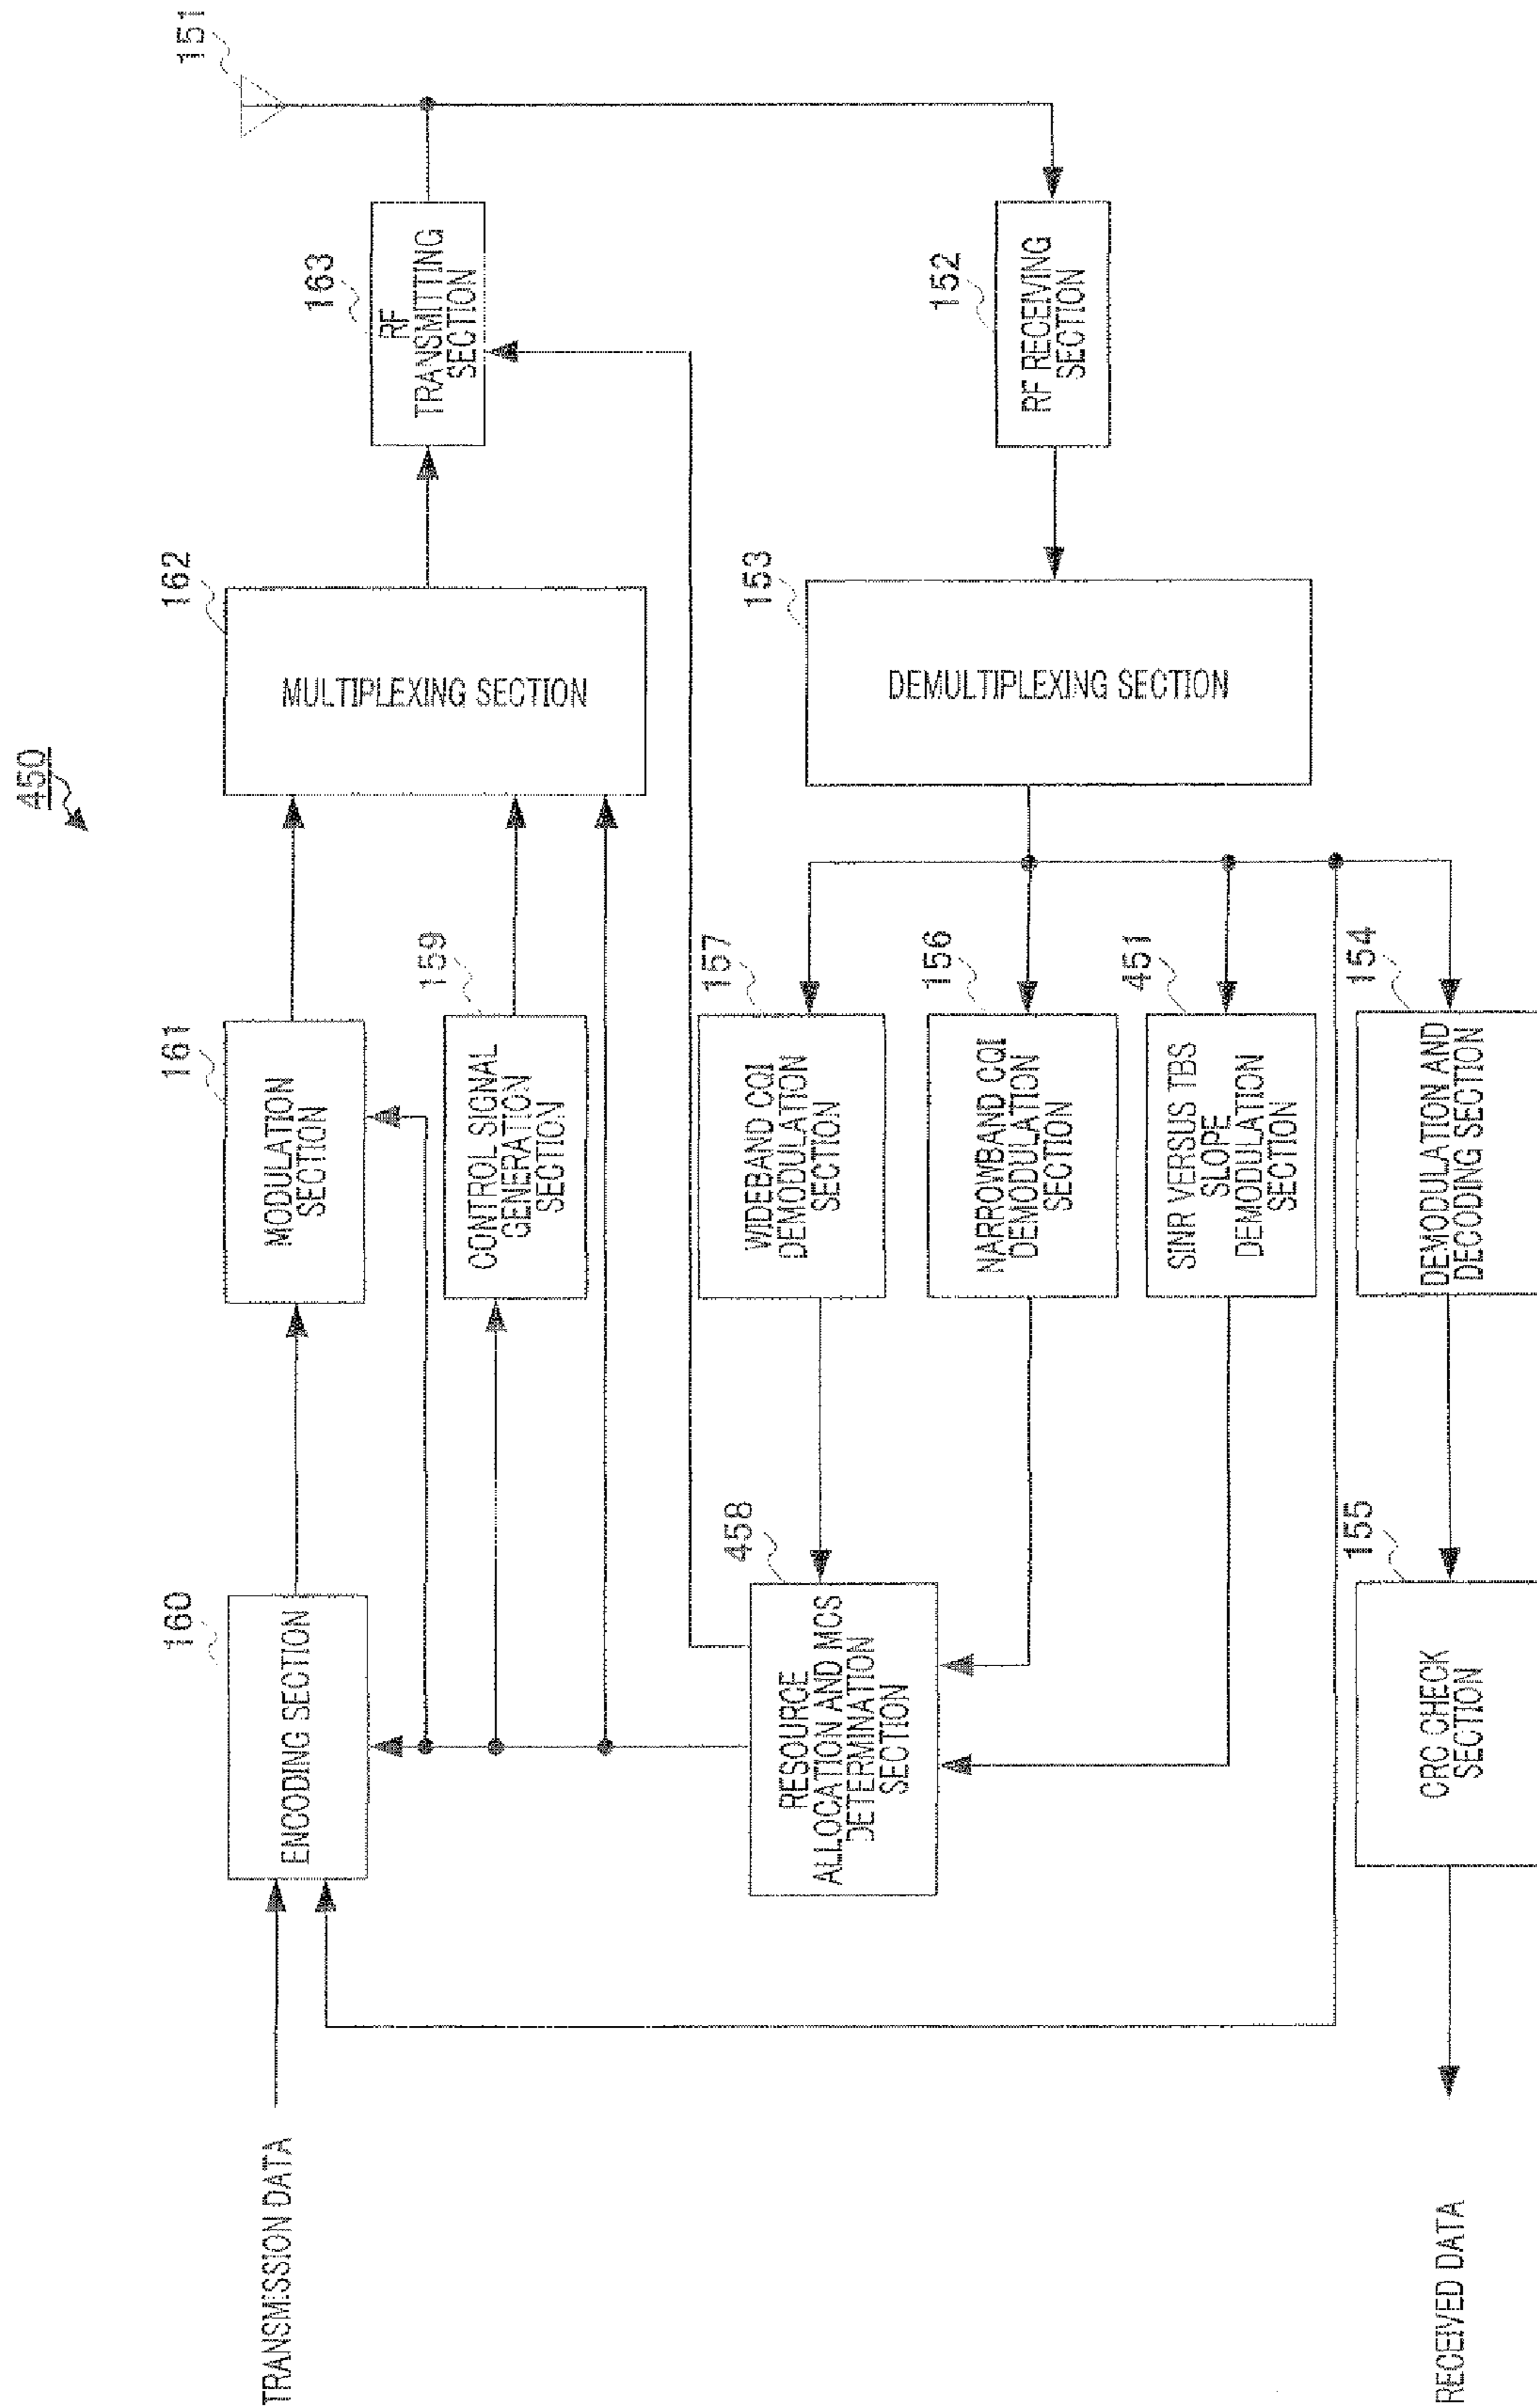 450
TRANSMISSION DATA
160
ENCODING SECTION
161
MODULATION
SECTION
162
MULTIPLEXING SECTION
163
RF
TRANSMITTING
SECTION
151
159
CONTROL SIGNAL
GENERATION
SECTION
458
RESOURCE
ALLOCATION AND MCS
DETERMINATION
SECTION
157
WIDEBAND CQI
DEMODULATION
SECTION
153
DEMULTIPLEXING SECTION
152
RF RECEIVING
SECTION
156
NARROWBAND CQI
DEMODULATION
SECTION
451
SINR VERSUS TBS
SLOPE
DEMODULATION
SECTION
RECEIVED DATA
155
CRC CHECK
SECTION
154
DEMODULATION AND
DECODING SECTION